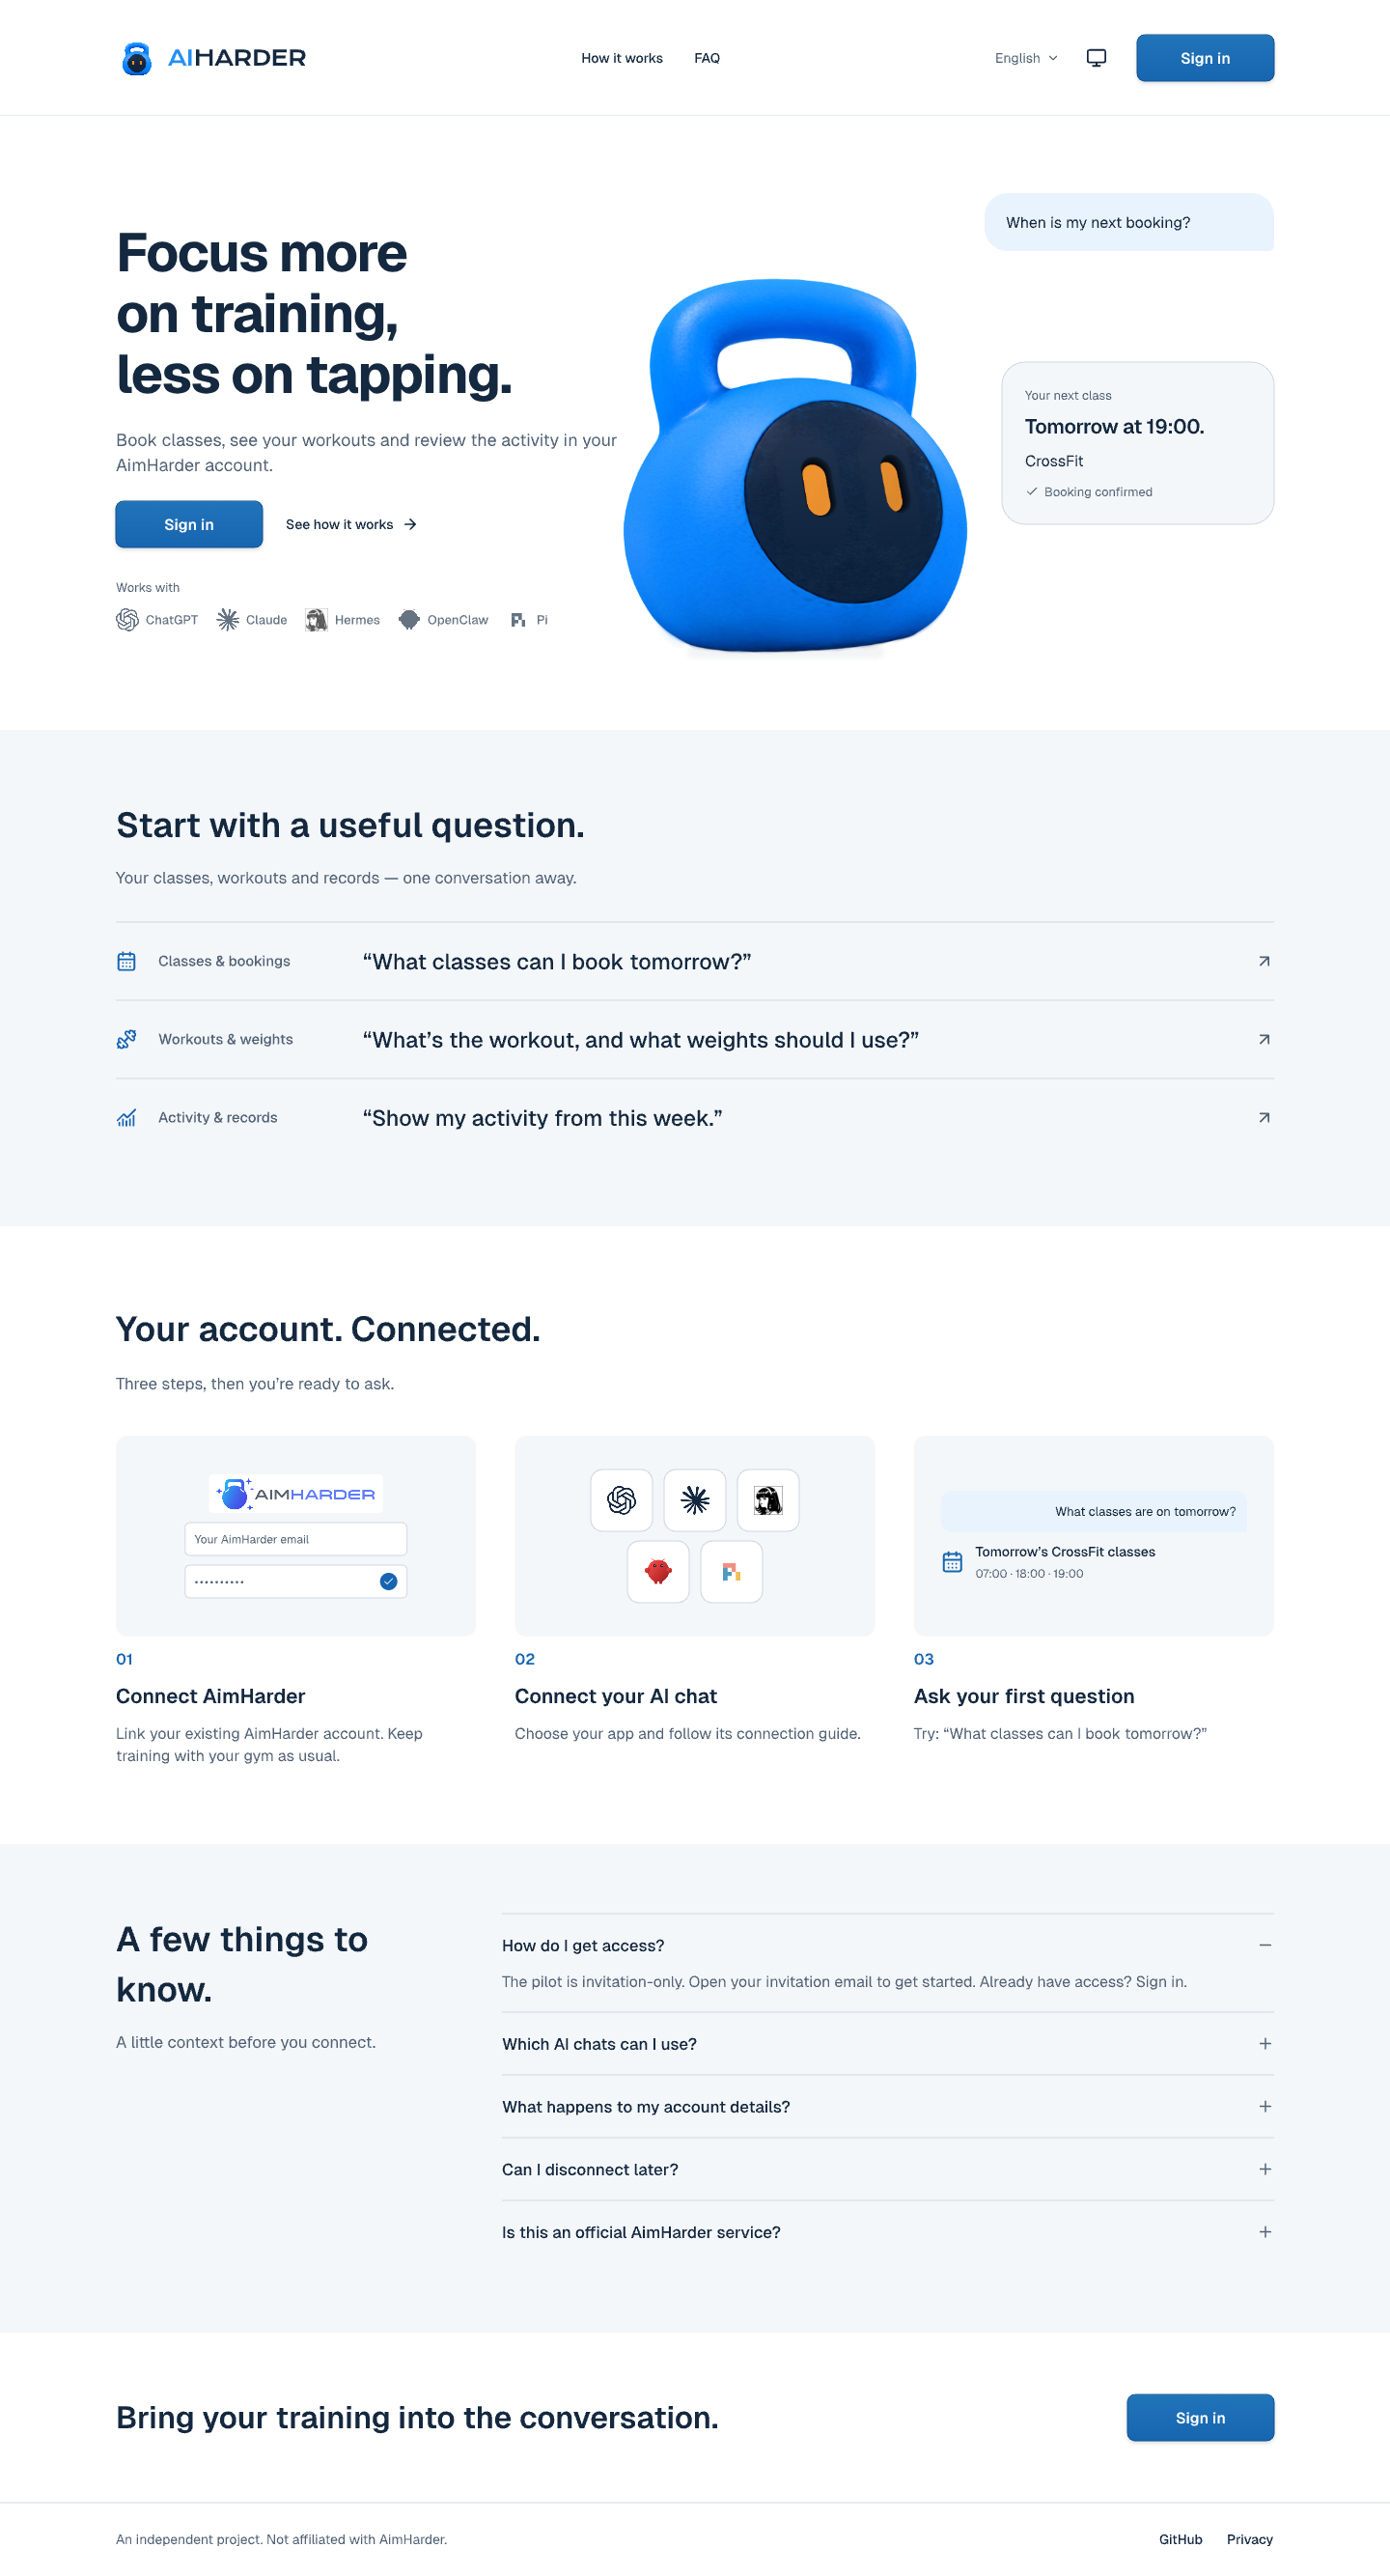 AIHARDER
How it works
FAQ
English
Sign in
Focus more
on training,
less on tapping.
Book classes, see your workouts and review the activity in your
AimHarder account.
Sign in
See how it works
Works with
ChatGPT
Claude
Hermes
OpenClaw
Pi
When is my next booking?
Your next class
Tomorrow at 19:00.
CrossFit
Booking confirmed
Start with a useful question.
Your classes, workouts and records — one conversation away.
Classes & bookings
“What classes can I book tomorrow?”
Workouts & weights
“What’s the workout, and what weights should I use?”
Activity & records
“Show my activity from this week.”
Your account. Connected.
Three steps, then you’re ready to ask.
AIMHARDER
Your AimHarder email
••••••••••
01
Connect AimHarder
Link your existing AimHarder account. Keep
training with your gym as usual.
02
Connect your AI chat
Choose your app and follow its connection guide.
What classes are on tomorrow?
Tomorrow’s CrossFit classes
07:00 · 18:00 · 19:00
03
Ask your first question
Try: “What classes can I book tomorrow?”
A few things to
know.
A little context before you connect.
How do I get access?
The pilot is invitation-only. Open your invitation email to get started. Already have access? Sign in.
Which AI chats can I use?
What happens to my account details?
Can I disconnect later?
Is this an official AimHarder service?
Bring your training into the conversation.
Sign in
An independent project. Not affiliated with AimHarder.
GitHub
Privacy